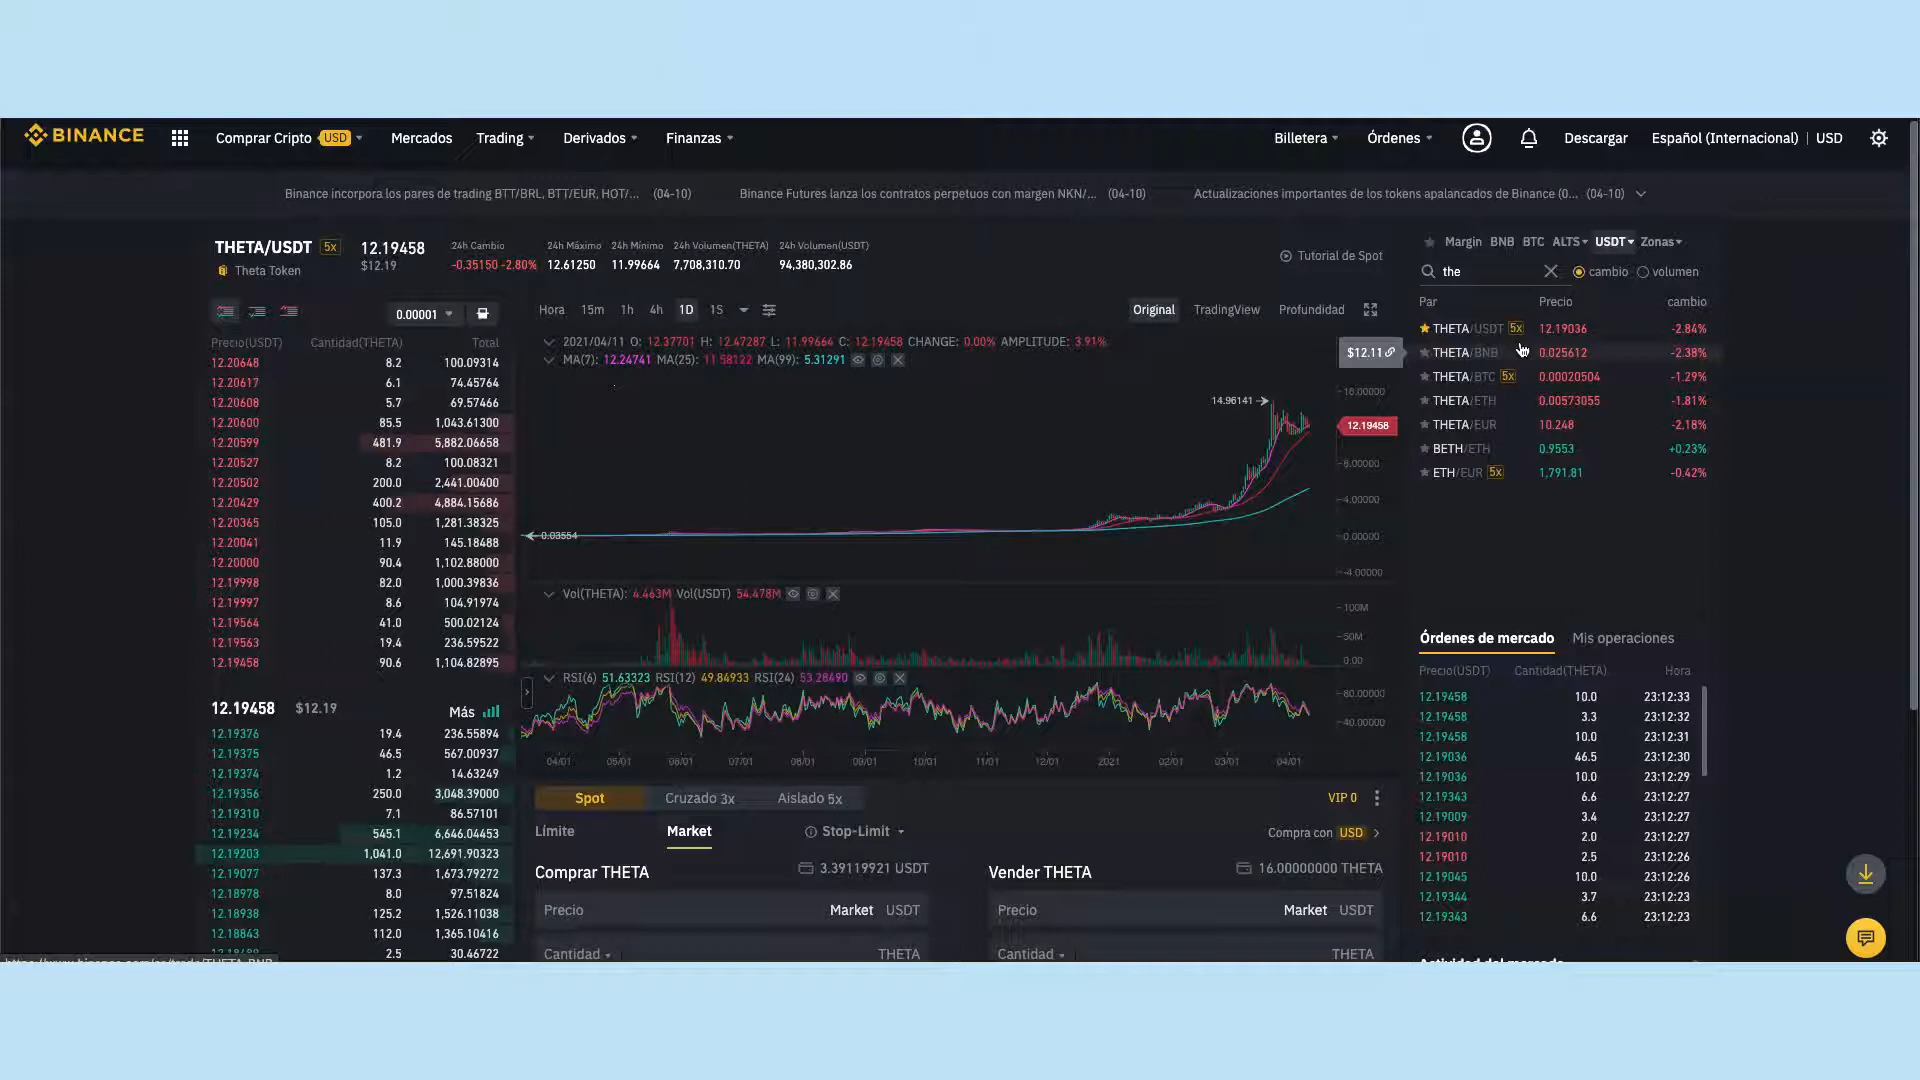 BINANCE
Comprar Cripto USD
Mercados
Trading
Derivados
Finanzas
Billetera
Órdenes
Descargar
Español (Internacional) | USD
Binance incorpora los pares de trading BTT/BRL, BTT/EUR, HOT/... (04-10)
Binance Futures lanza los contratos perpetuos con margen NKN/... (04-10)
Actualizaciones importantes de los tokens apalancados de Binance (0... (04-10)
THETA/USDT 5x
Theta Token
12.19458
$12.19
24h Cambio
-0.35150 -2.80%
24h Máximo
12.61250
24h Mínimo
11.99664
24h Volumen(THETA)
7,708,310.70
24h Volumen(USDT)
94,380,302.86
Tutorial de Spot
0.00001
Precio(USDT) Cantidad(THETA) Total
12.20648 8.2 100.09314
12.20617 6.1 74.45764
12.20608 5.7 69.57466
12.20600 85.5 1,043.61300
12.20599 481.9 5,882.06658
12.20527 8.2 100.08321
12.20502 200.0 2,441.00400
12.20429 400.2 4,884.15686
12.20365 105.0 1,281.38325
12.20041 11.9 145.18488
12.20000 90.4 1,102.88000
12.19998 82.0 1,000.39836
12.19997 8.6 104.91974
12.19564 41.0 500.02124
12.19563 19.4 236.59522
12.19458 90.6 1,104.82895
12.19458 $12.19 Más
12.19376 19.4 236.55894
12.19375 46.5 567.00937
12.19374 1.2 14.63249
12.19356 250.0 3,048.39000
12.19310 7.1 86.57101
12.19234 545.1 6,646.04453
12.19203 1,041.0 12,691.90323
12.19077 137.3 1,673.79272
12.18978 8.0 97.51824
12.18938 125.2 1,526.11038
12.18843 112.0 1,365.10416
2.5 30.46722
Hora 15m 1h 4h 1D 1S
Original TradingView Profundidad
2021/04/11 O: 12.37701 H: 12.47287 L: 11.99664 C: 12.19458 CHANGE: 0.00% AMPLITUDE: 3.91%
MA(7): 12.24741 MA(25): 11.58122 MA(99): 5.31291
$12.11
16.00000
14.96141
12.19458
8.00000
4.00000
0.00000
0.03554
-4.00000
Vol(THETA): 4.463M Vol(USDT) 54.478M
100M
50M
0.00
RSI(6) 51.63323 RSI(12) 49.84933 RSI(24) 53.28490
80.00000
40.00000
04/01 05/01 06/01 07/01 08/01 09/01 10/01 11/01 12/01 2021 02/01 03/01 04/01
Spot Cruzado 3x Aislado 5x
VIP 0
Límite Market Stop-Limit
Compra con USD
Comprar THETA 3.39119921 USDT
Precio Market USDT
Cantidad THETA
Vender THETA 16.00000000 THETA
Precio Market USDT
Cantidad THETA
Margin BNB BTC ALTS USDT Zonas
the
cambio volumen
Par Precio cambio
THETA/USDT 5x 12.19036 -2.84%
THETA/BNB 0.025612 -2.38%
THETA/BTC 5x 0.00020504 -1.29%
THETA/ETH 0.00573055 -1.81%
THETA/EUR 10.248 -2.18%
BETH/ETH 0.9553 +0.23%
ETH/EUR 5x 1,791.81 -0.42%
Órdenes de mercado Mis operaciones
Precio(USDT) Cantidad(THETA) Hora
12.19458 10.0 23:12:33
12.19458 3.3 23:12:32
12.19458 10.0 23:12:31
12.19036 46.5 23:12:30
12.19036 10.0 23:12:29
12.19343 6.6 23:12:27
12.19009 3.4 23:12:27
12.19010 2.0 23:12:27
12.19010 2.5 23:12:26
12.19045 10.0 23:12:26
12.19344 3.7 23:12:23
12.19343 6.6 23:12:23
Actividad del mercado